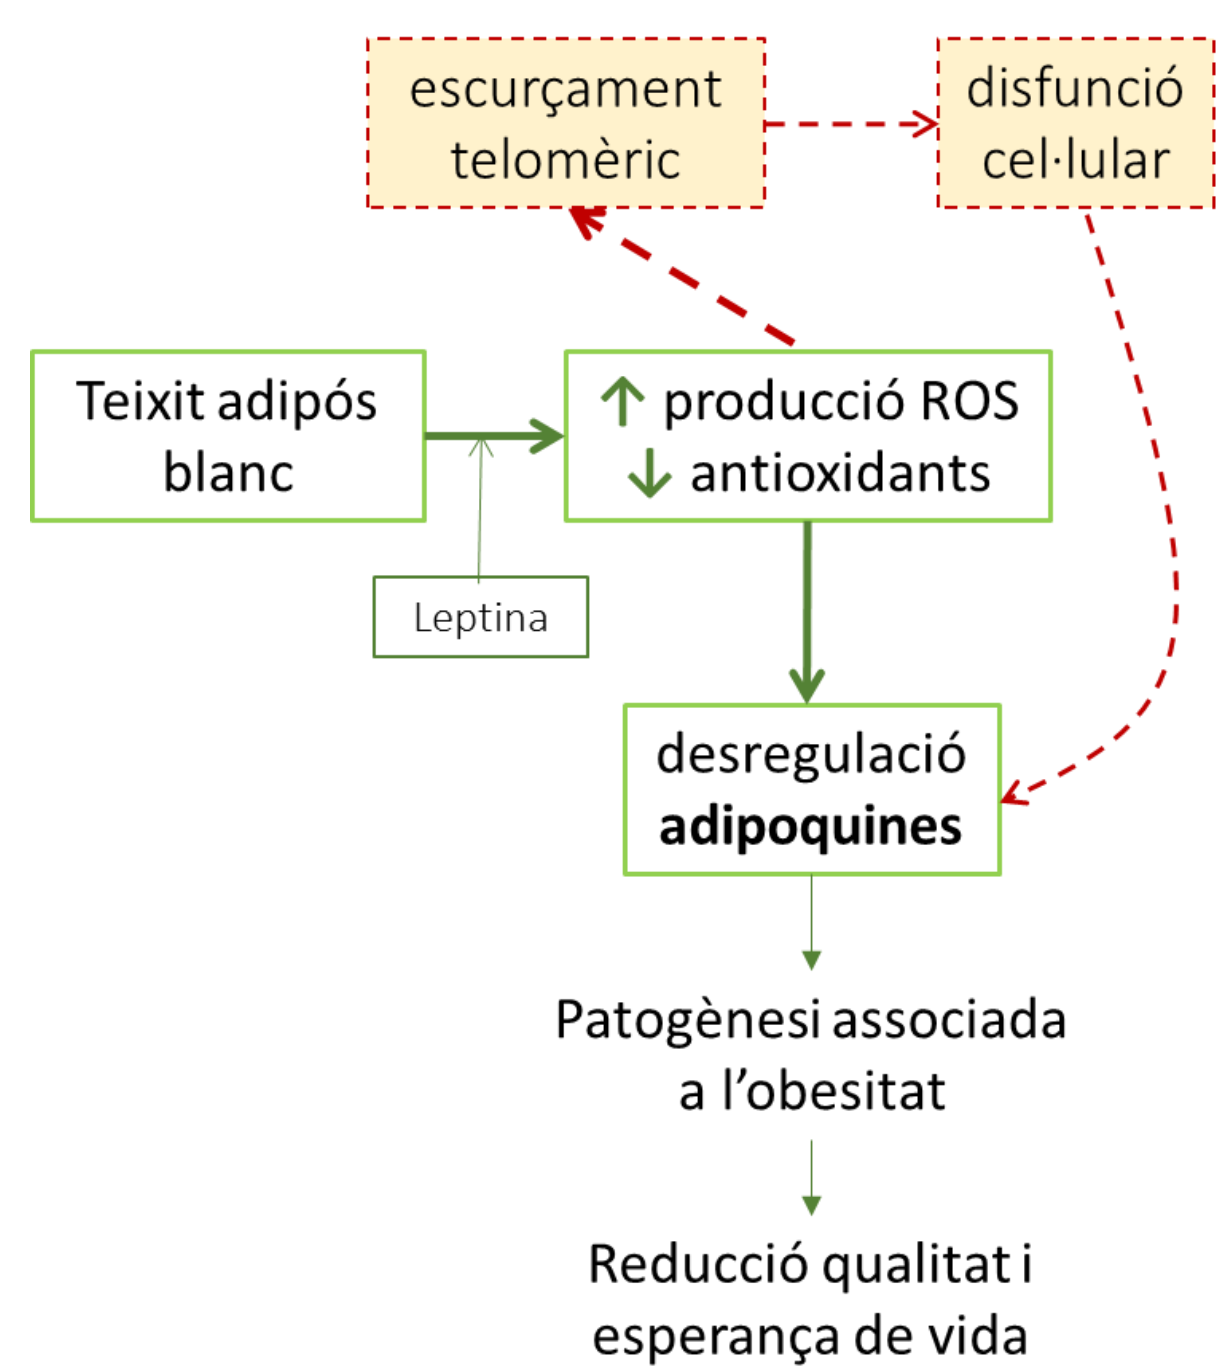 escurçament
telomèric
disfunció
cel·lular
Teixit adipós
blanc
↑ producció ROS
↓ antioxidants
Leptina
desregulació
adipoquines
Patogènesi associada
a l’obesitat
Reducció qualitat i
esperança de vida